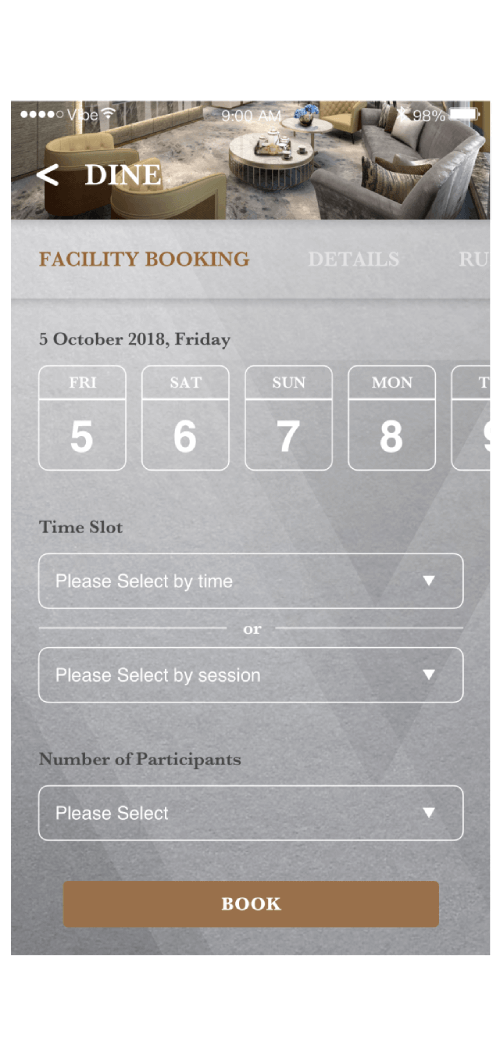 Vibe 9:00 AM 98%
< DINE
FACILITY BOOKING DETAILS RU
5 October 2018, Friday
FRI SAT SUN MON T
5 6 7 8 9
Time Slot
Please Select by time
or
Please Select by session
Number of Participants
Please Select
BOOK